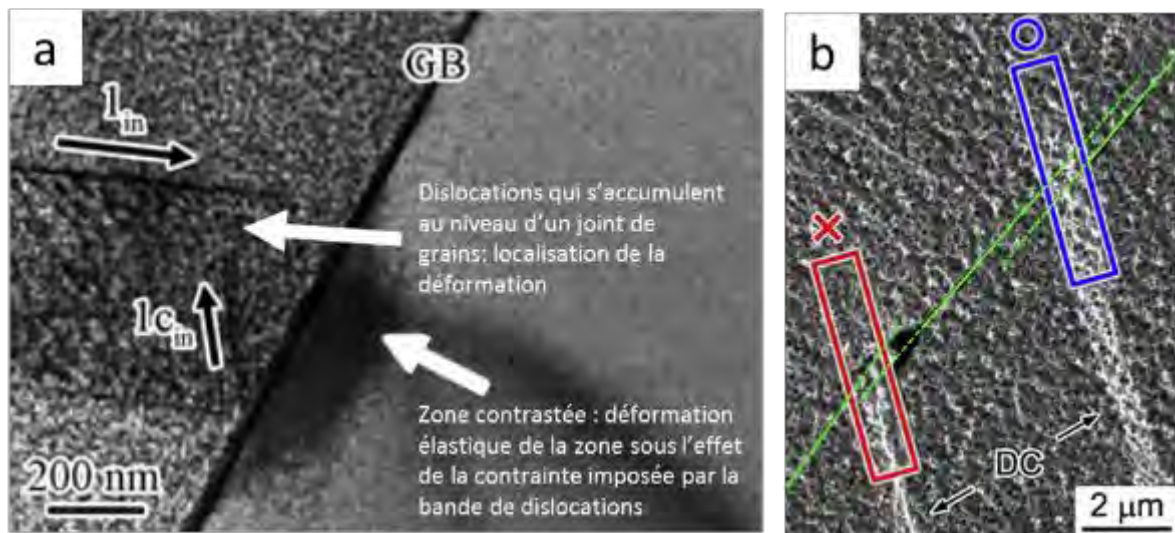 a
GB
1in
Dislocations qui s'accumulent
au niveau d'un joint de
grains: localisation de la
déformation
1cin
Zone contrastée : déformation
élastique de la zone sous l'effet
de la contrainte imposée par la
bande de dislocations
200 nm
b
DC
2 μm